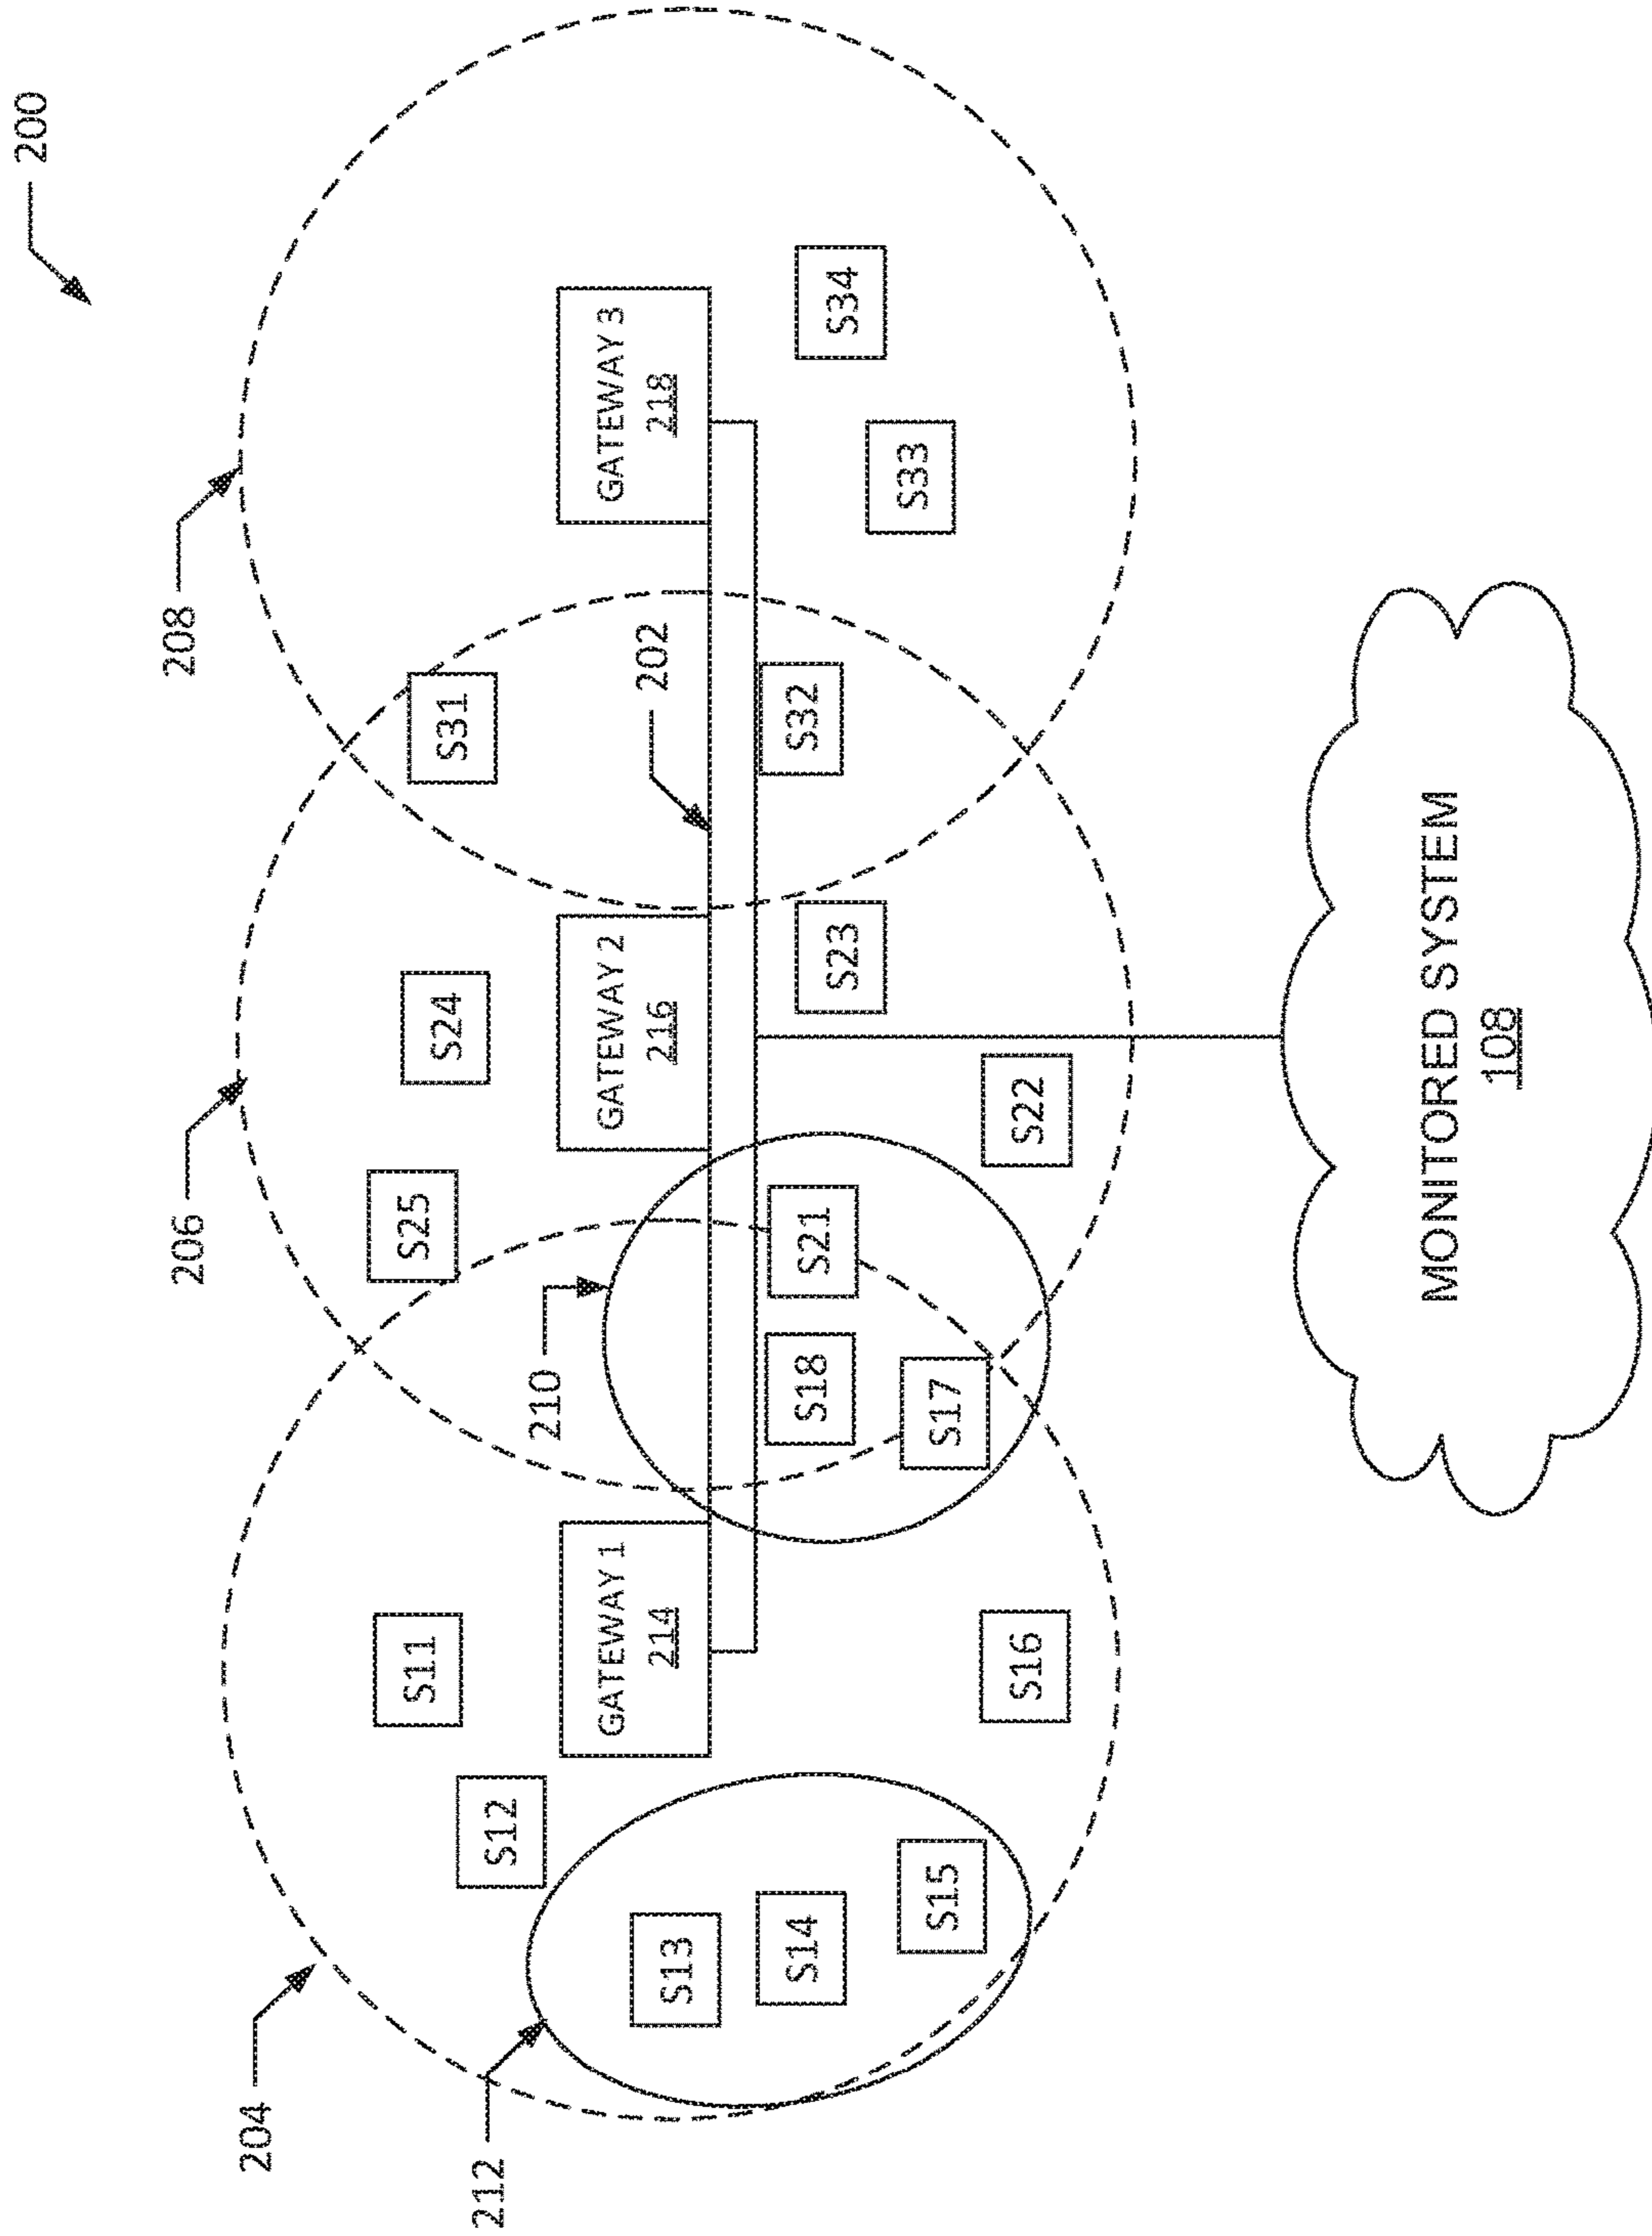 200
208
206
204
202
210
212
S31
S24
S25
S11
S12
GATEWAY 3
218
GATEWAY 2
216
GATEWAY 1
214
S34
S33
S32
S23
S22
S21
S18
S17
S16
S13
S14
S15
MONITORED SYSTEM
108